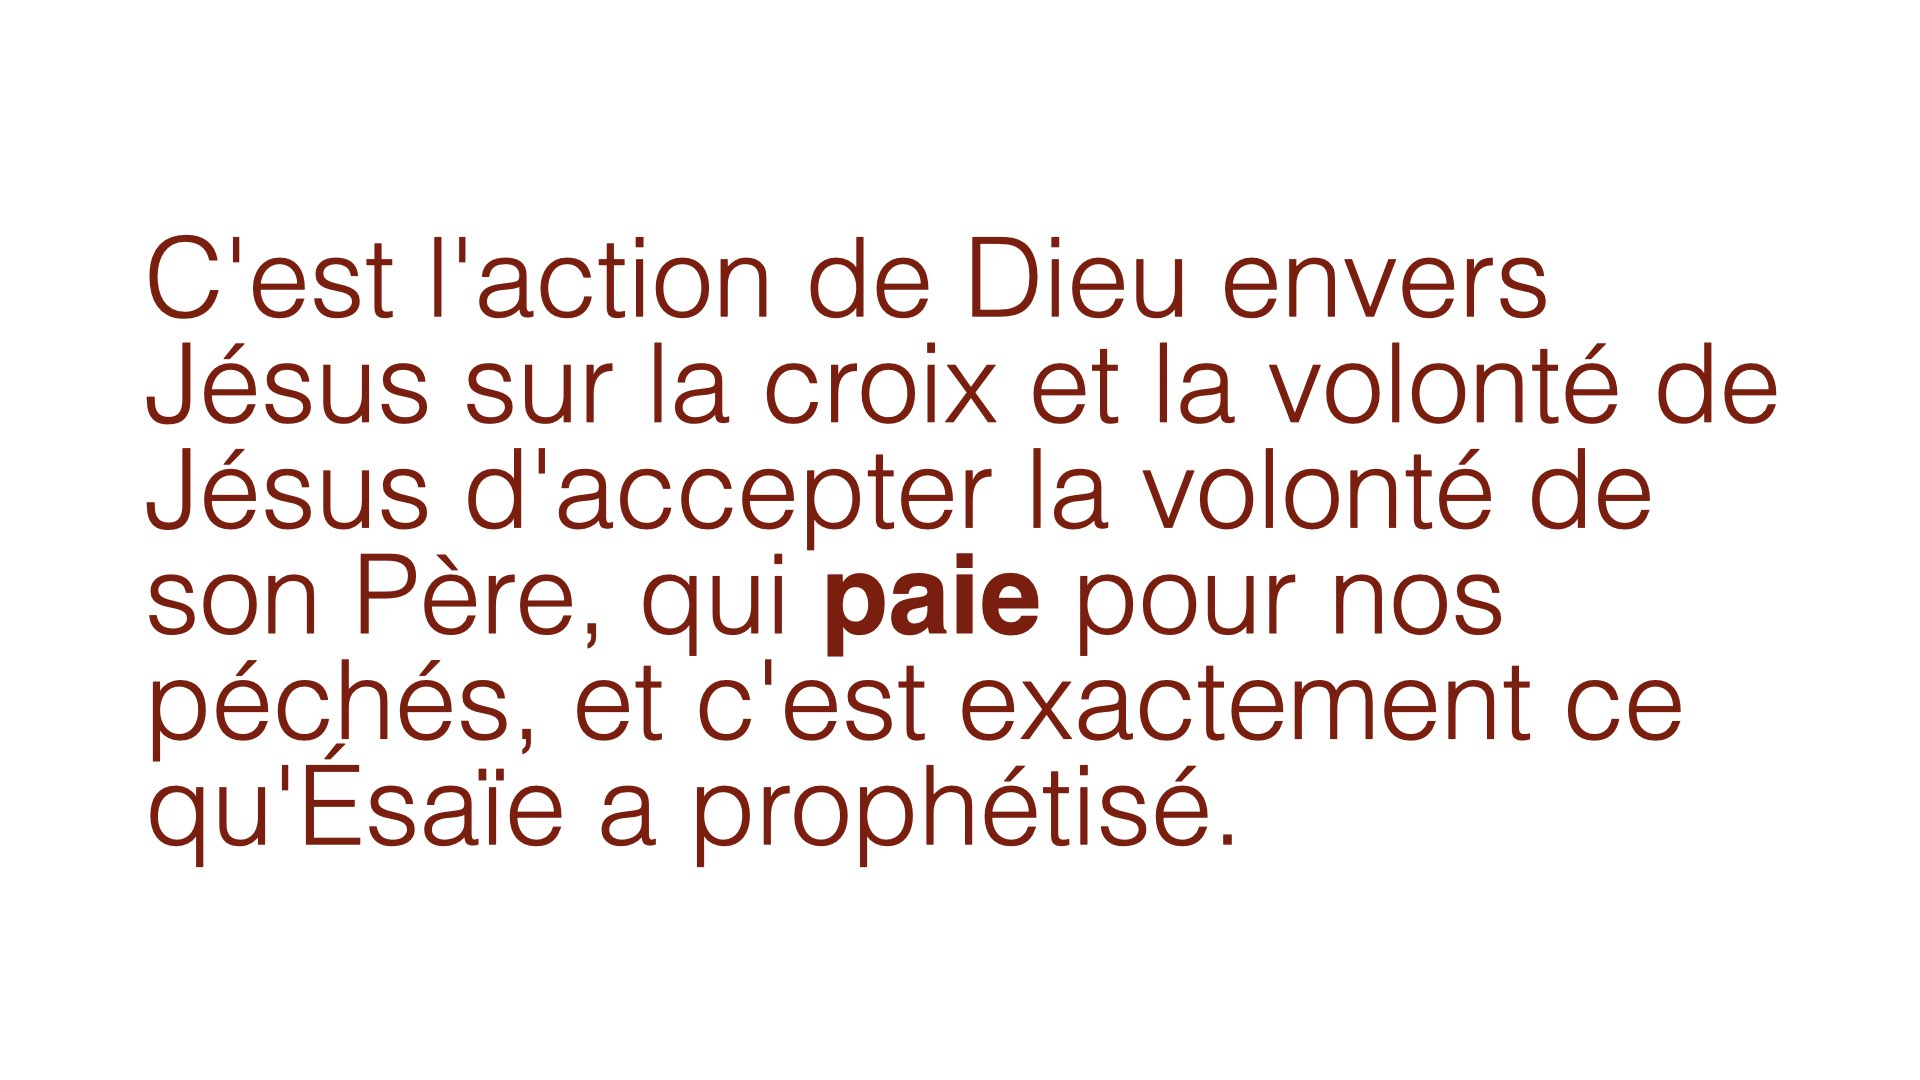 C'est l'action de Dieu envers
Jésus sur la croix et la volonté de
Jésus d'accepter la volonté de
son Père, qui paie pour nos
péchés, et c'est exactement ce
qu'Ésaïe a prophétisé.